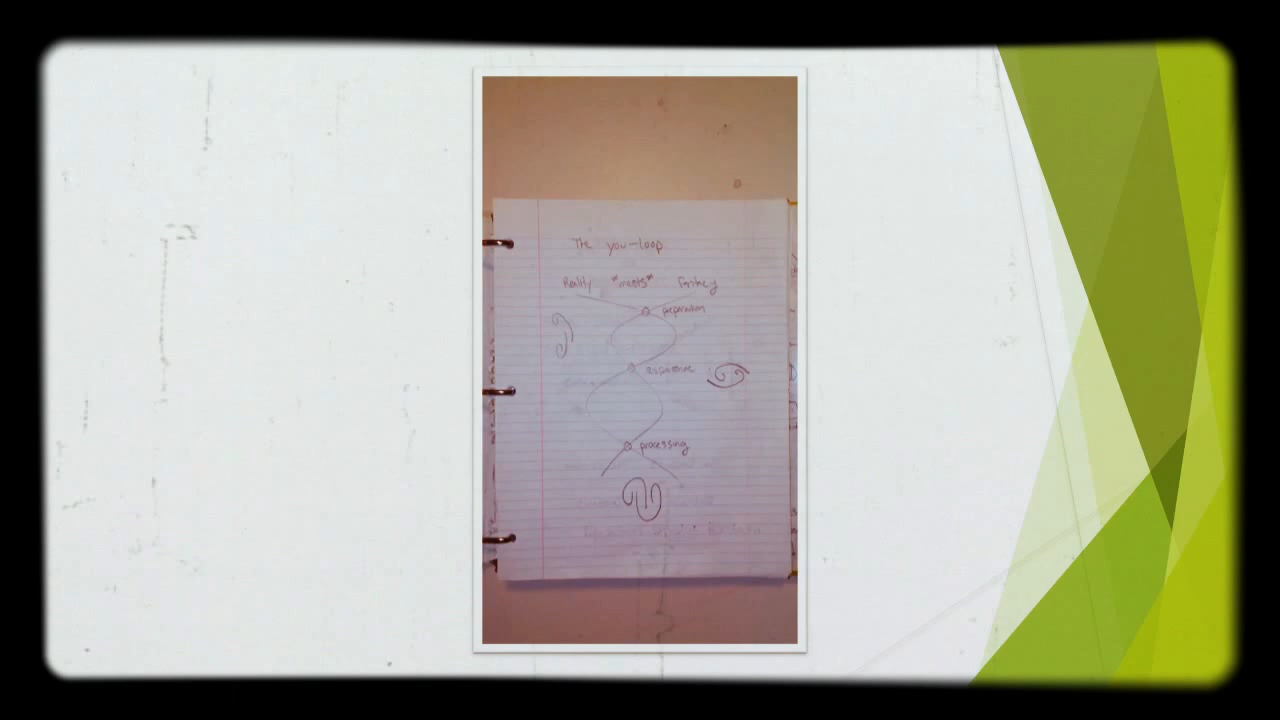 The you-loop
Reality *meets* Fantasy
preparation
experience
processing